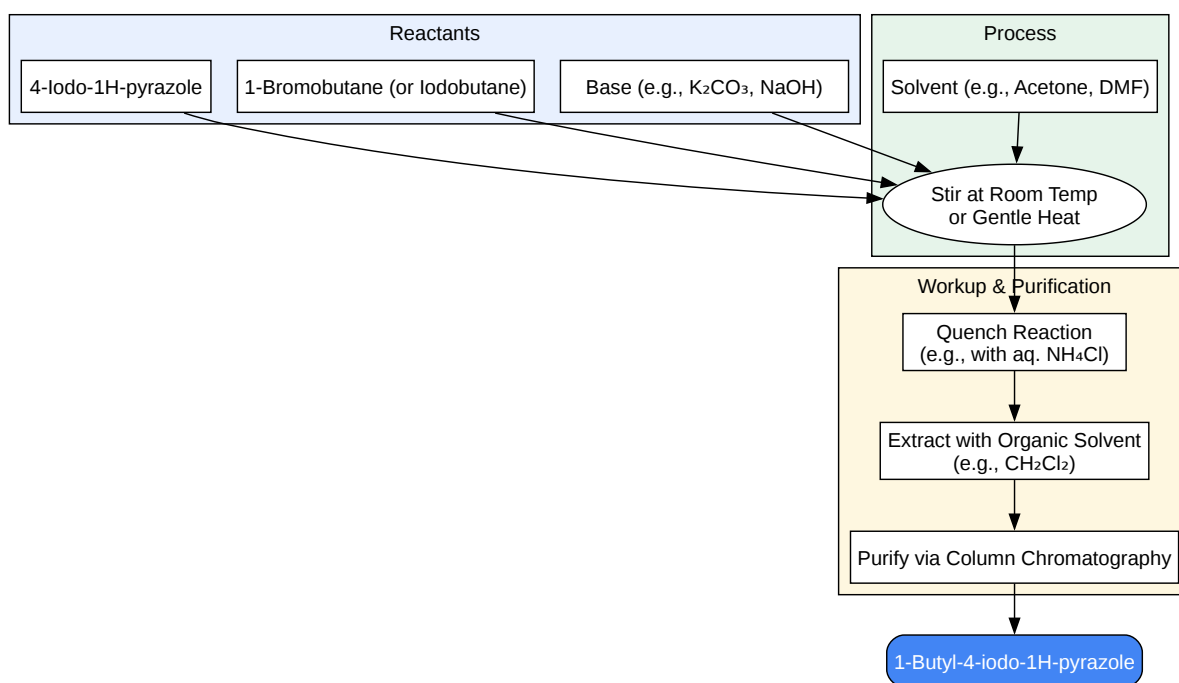 Reactants
4-Iodo-1H-pyrazole
1-Bromobutane (or Iodobutane)
Base (e.g., K₂CO₃, NaOH)
Process
Solvent (e.g., Acetone, DMF)
Stir at Room Temp
or Gentle Heat
Workup & Purification
Quench Reaction
(e.g., with aq. NH₄Cl)
Extract with Organic Solvent
(e.g., CH₂Cl₂)
Purify via Column Chromatography
1-Butyl-4-iodo-1H-pyrazole